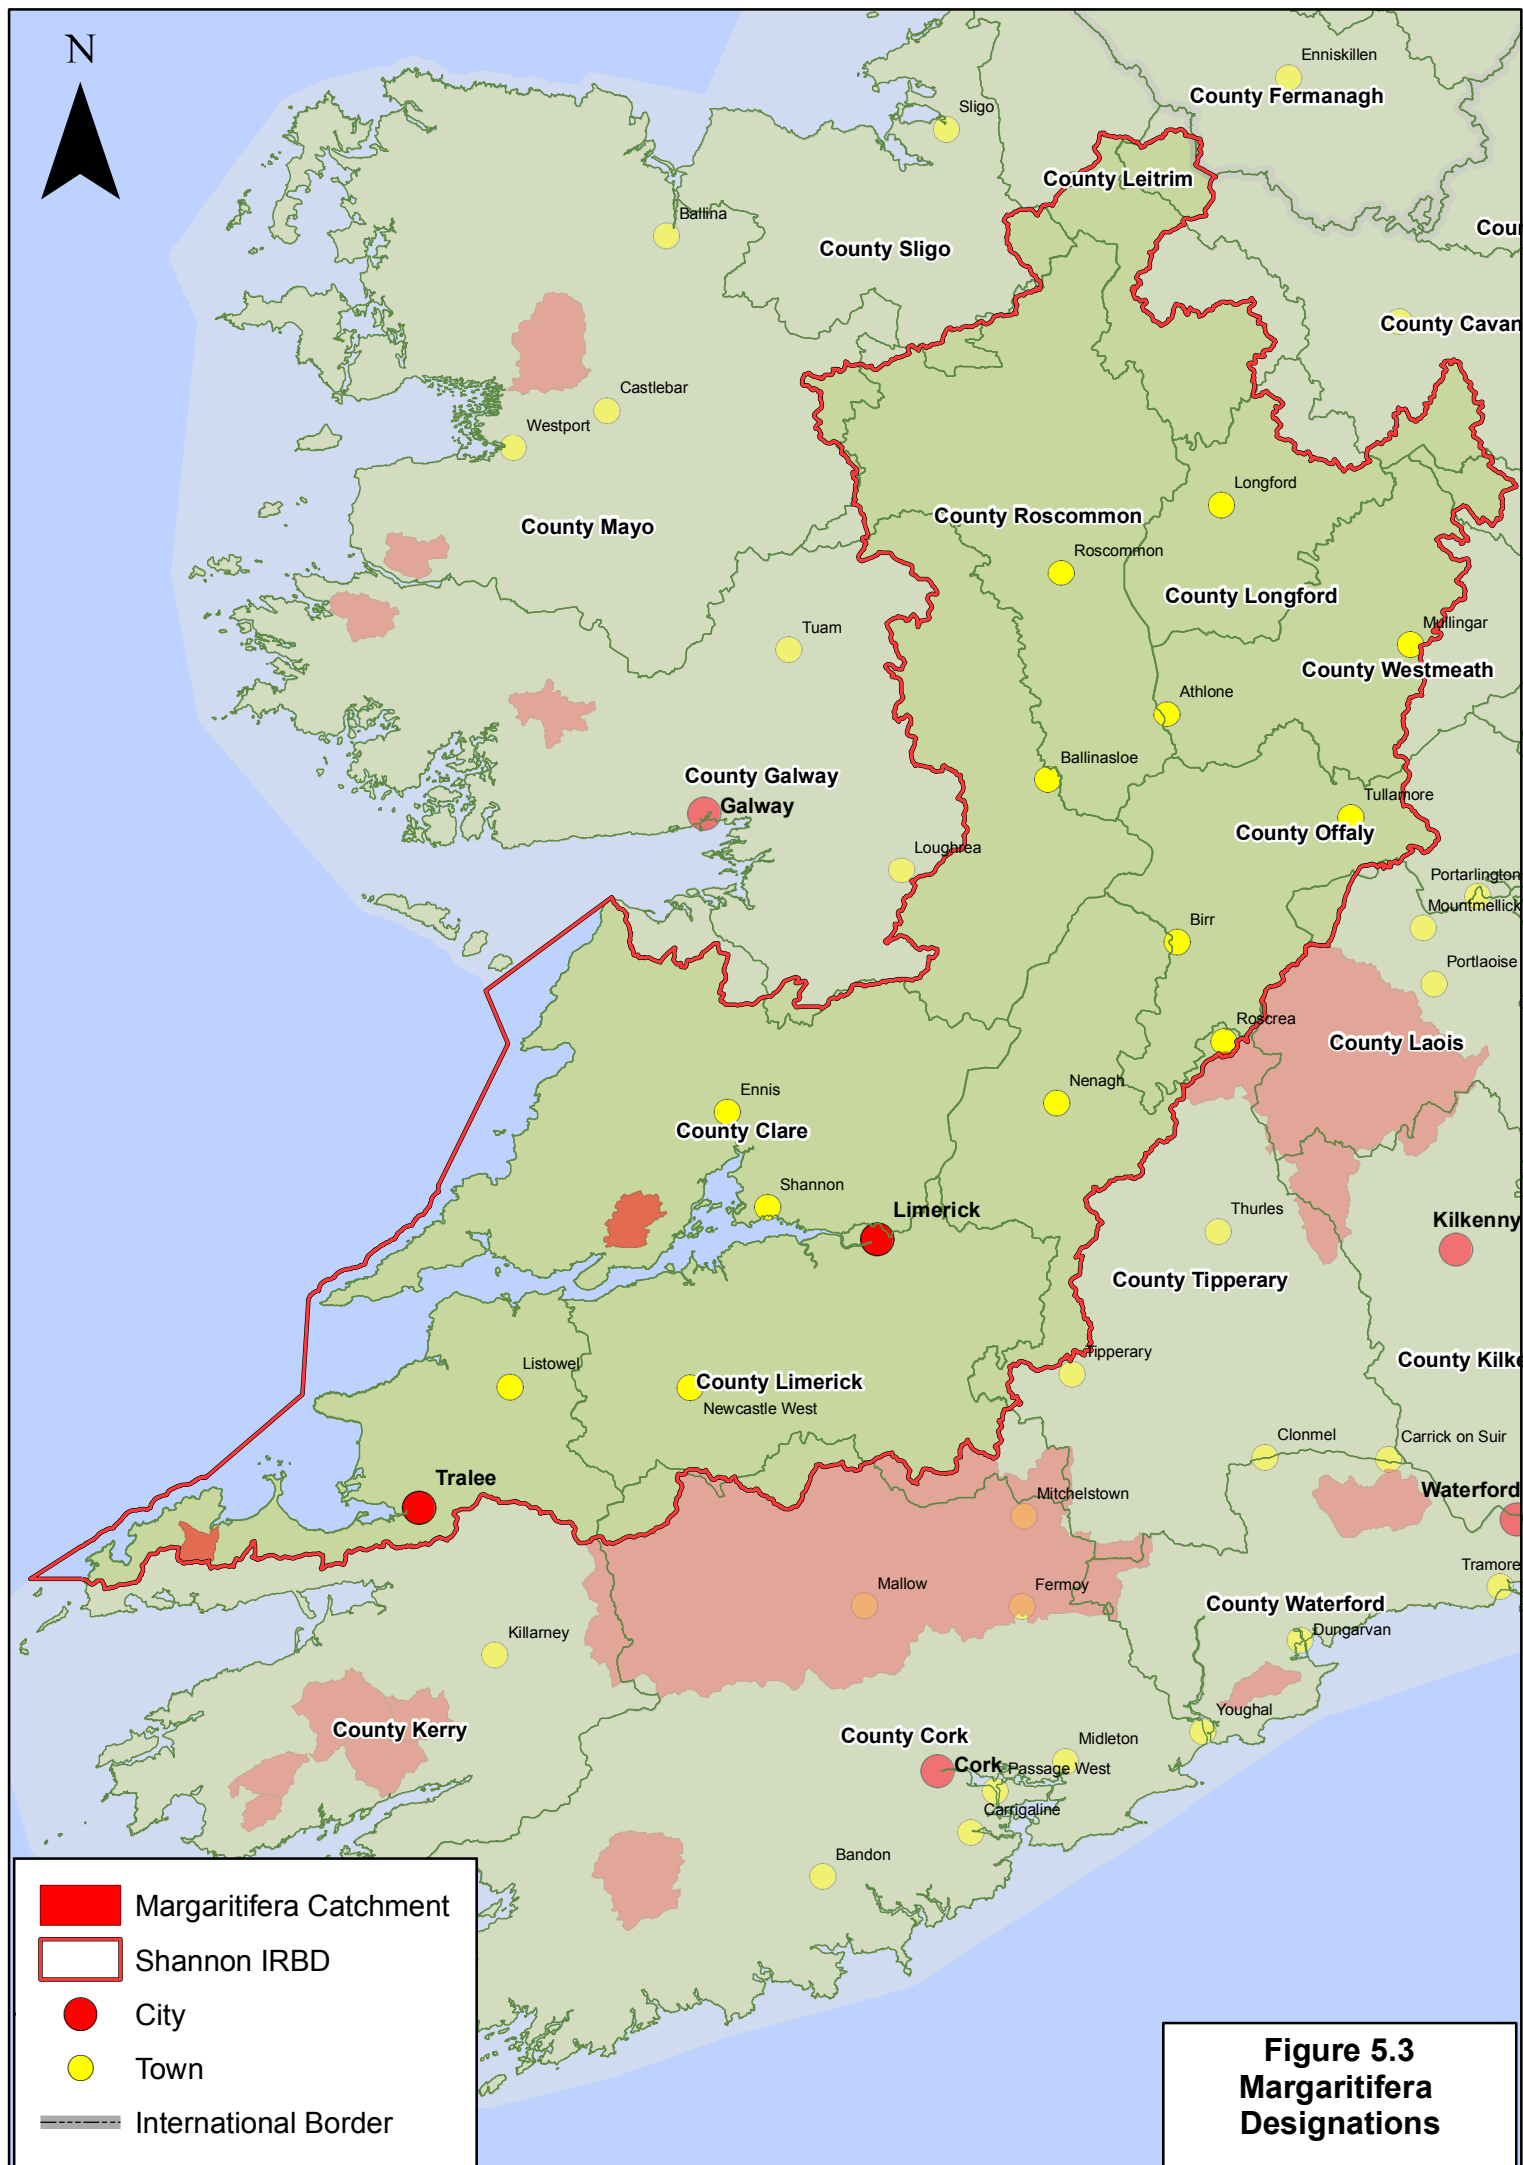 N
Enniskillen
County Fermanagh
Sligo
County Leitrim
Ballina
County Sligo
Cou
County Cavan
Castlebar
Westport
Longford
County Roscommon
County Mayo
Roscommon
County Longford
Tuam
Mullingar
County Westmeath
Athlone
Ballinasloe
County Galway
Galway
Tullamore
County Offaly
Loughrea
Portarlington
Mountmellick
Birr
Portlaoise
Roscrea
County Laois
Nenagh
Ennis
County Clare
Shannon
Limerick
Thurles
Kilkenny
County Tipperary
Tipperary
County Kilke
Listowel
County Limerick
Newcastle West
Clonmel
Carrick on Suir
Tralee
Waterford
Mitchelstown
Tramore
Mallow
Fermoy
County Waterford
Dungarvan
Killarney
Youghal
County Kerry
County Cork
Midleton
Cork
Passage West
Carrigaline
Bandon
Margaritifera Catchment
Shannon IRBD
City
Town
International Border
Figure 5.3
Margaritifera
Designations